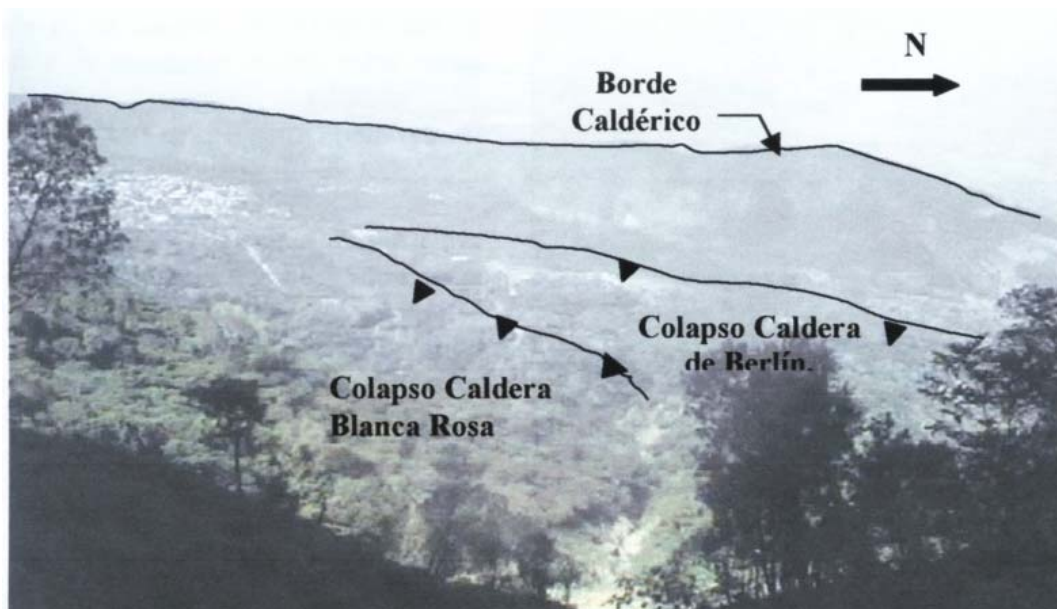 N
Borde
Caldérico
Colapso Caldera
de Berlín.
Colapso Caldera
Blanca Rosa